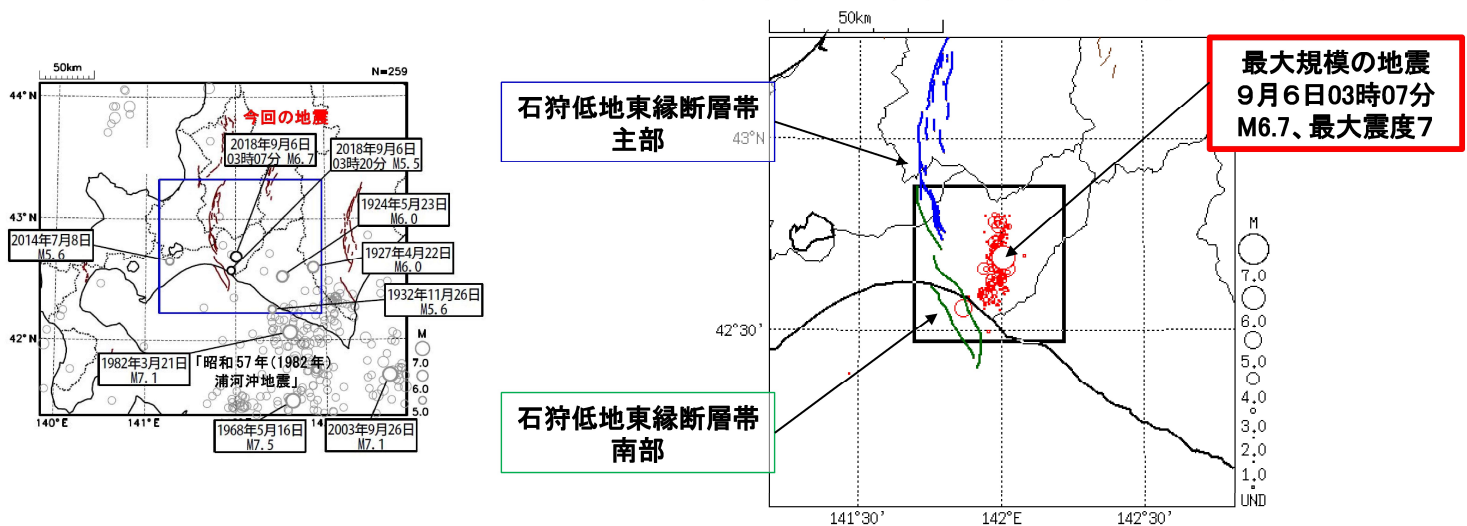 50km
N=259
44°N
43°N
42°N
140°E
141°E
今回の地震
2018年9月6日
03時07分 M6.7
2018年9月6日
03時20分 M5.5
1924年5月23日
M6.0
2014年7月8日
M5.6
1927年4月22日
M6.0
1932年11月26日
M5.6
1982年3月21日
M7.1
「昭和57年(1982年)
浦河沖地震」
1968年5月16日
M7.5
2003年9月26日
M7.1
M
7.0
6.0
5.0
50km
石狩低地東縁断層帯
主部
最大規模の地震
9月6日03時07分
M6.7、最大震度7
石狩低地東縁断層帯
南部
43°N
42°30'
141°30'
142°E
142°30'
M
7.0
6.0
5.0
4.0
3.0
2.0
1.0
UND